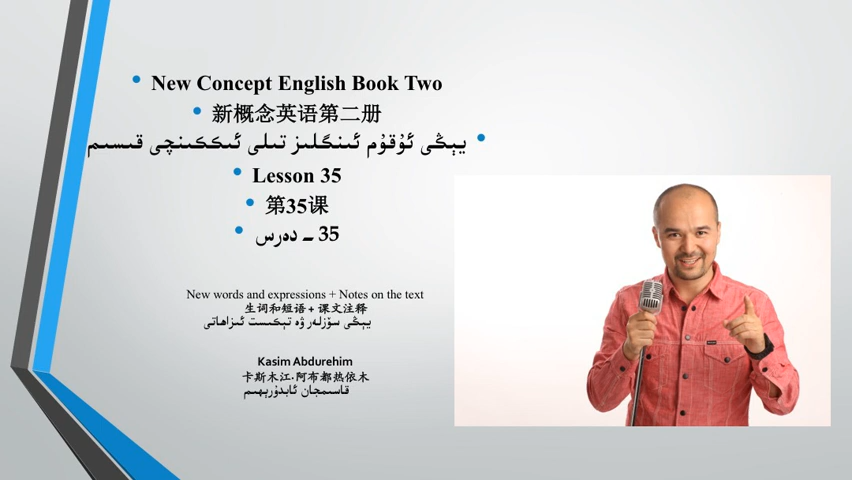 New Concept English Book Two
新概念英语第二册
يېڭى ئۇقۇم ئىنگلىز تىلى ئىككىنچى قىسىم
Lesson 35
第35课
35 ـ دەرس
New words and expressions + Notes on the text
生词和短语 + 课文注释
يېڭى سۆزلەر ۋە تېكىست ئىزاھاتى
Kasim Abdurehim
卡斯木江·阿布都热依木
قاسىمجان ئابدۇرېھىم